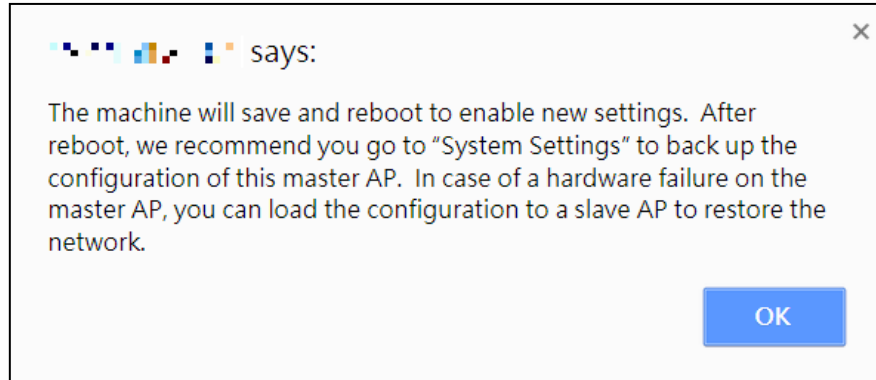 says:
The machine will save and reboot to enable new settings. After
reboot, we recommend you go to "System Settings" to back up the
configuration of this master AP. In case of a hardware failure on the
master AP, you can load the configuration to a slave AP to restore the
network.
OK